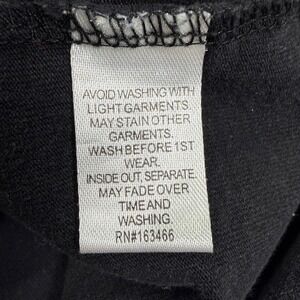 AVOID WASHING WITH
LIGHT GARMENTS.
MAY STAIN OTHER
GARMENTS.
WASH BEFORE 1ST
WEAR.
INSIDE OUT, SEPARATE.
MAY FADE OVER
TIME AND
WASHING.
RN#163466